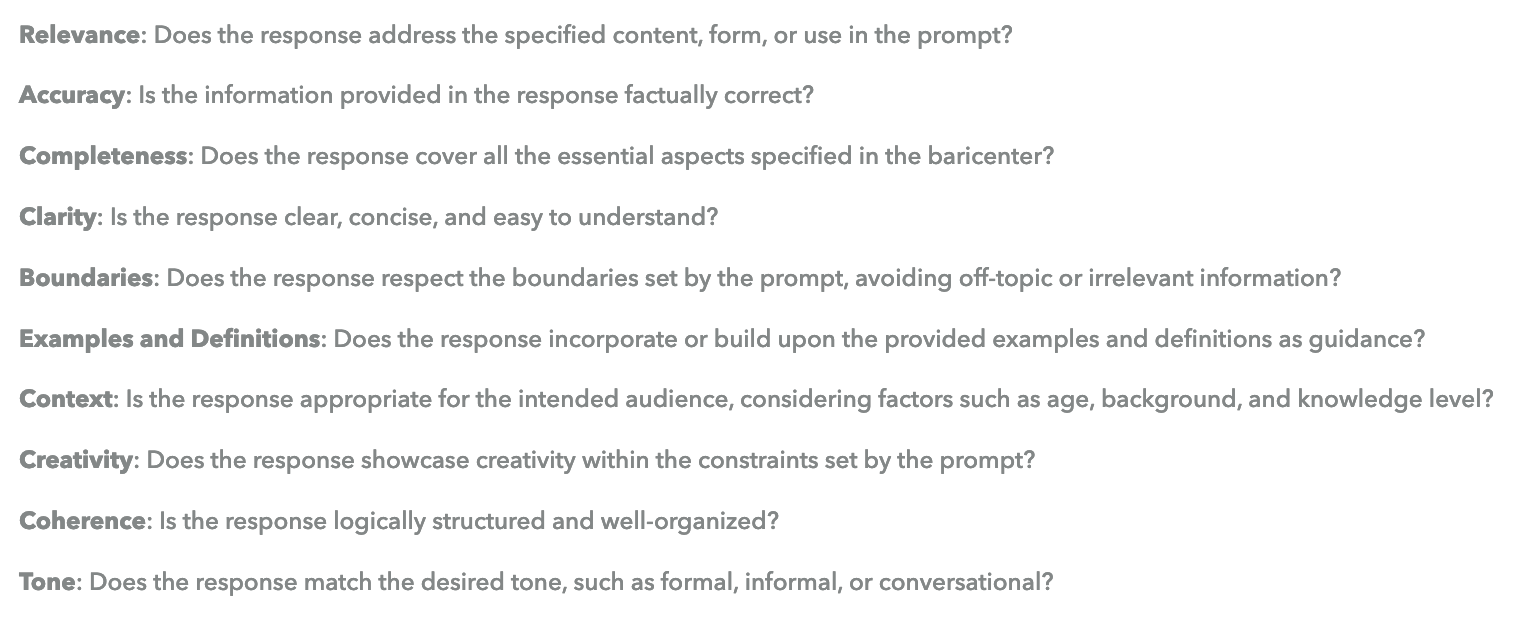 Relevance: Does the response address the specified content, form, or use in the prompt?
Accuracy: Is the information provided in the response factually correct?
Completeness: Does the response cover all the essential aspects specified in the baricenter?
Clarity: Is the response clear, concise, and easy to understand?
Boundaries: Does the response respect the boundaries set by the prompt, avoiding off-topic or irrelevant information?
Examples and Definitions: Does the response incorporate or build upon the provided examples and definitions as guidance?
Context: Is the response appropriate for the intended audience, considering factors such as age, background, and knowledge level?
Creativity: Does the response showcase creativity within the constraints set by the prompt?
Coherence: Is the response logically structured and well-organized?
Tone: Does the response match the desired tone, such as formal, informal, or conversational?